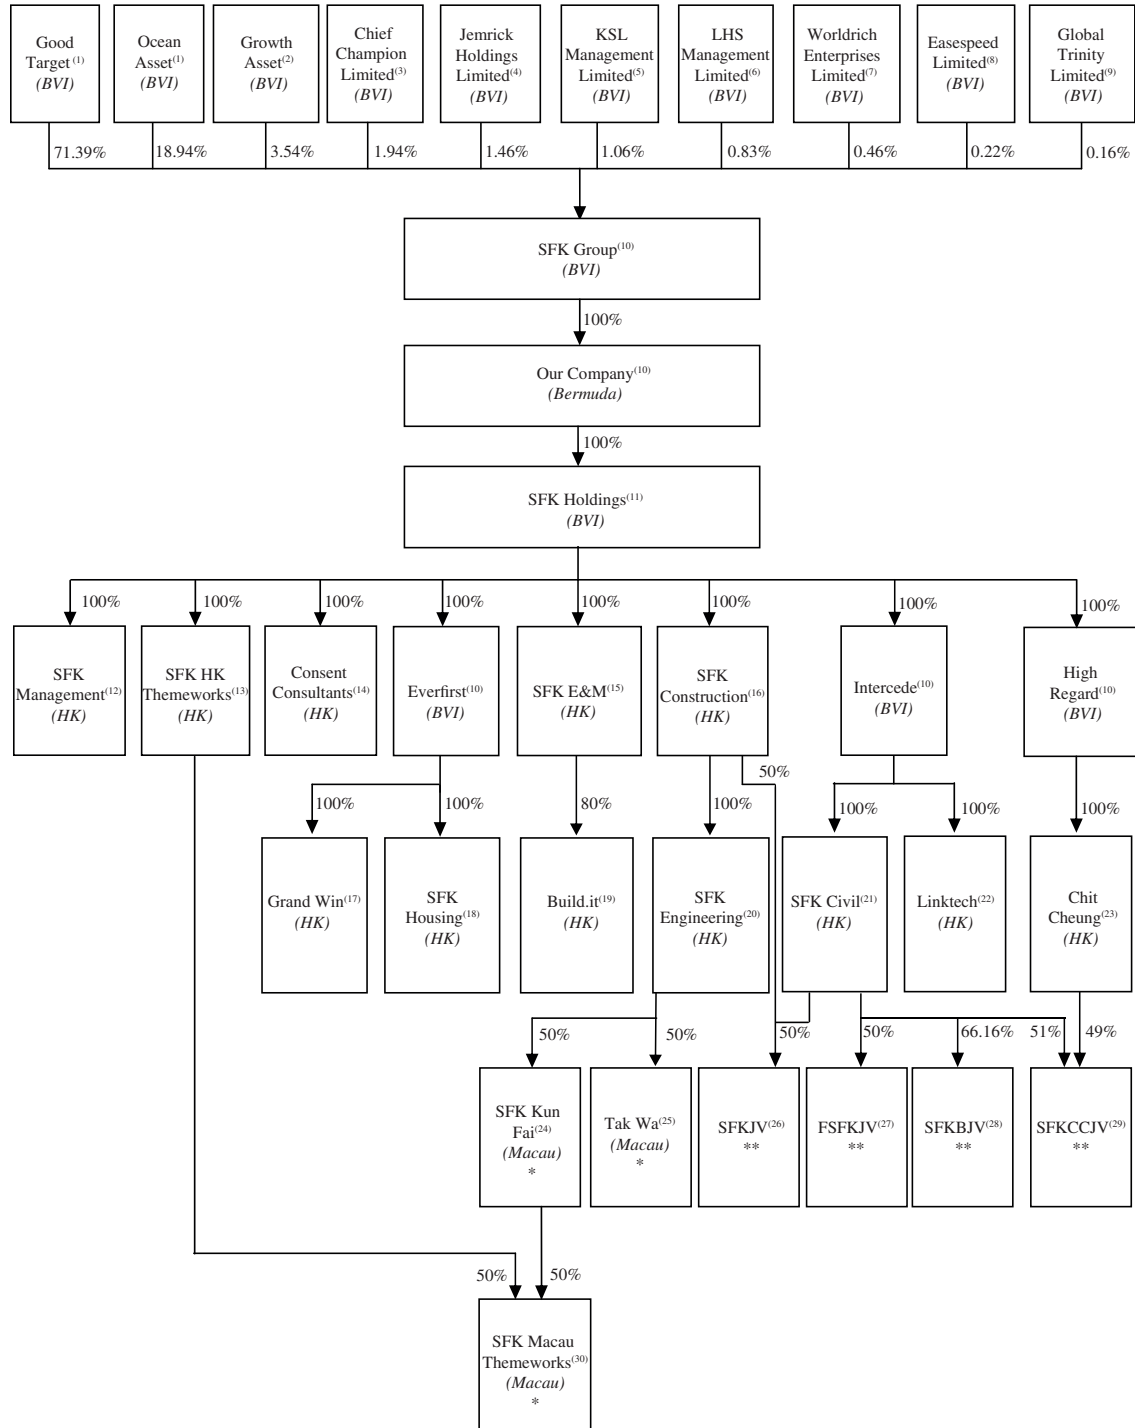 Good
Target (1)
(BVI)
Ocean
Asset(1)
(BVI)
Growth
Asset(2)
(BVI)
Chief
Champion
Limited(3)
(BVI)
Jemrick
Holdings
Limited(4)
(BVI)
KSL
Management
Limited(5)
(BVI)
LHS
Management
Limited(6)
(BVI)
Worldrich
Enterprises
Limited(7)
(BVI)
Easespeed
Limited(8)
(BVI)
Global
Trinity
Limited(9)
(BVI)
71.39% 18.94% 3.54% 1.94% 1.46% 1.06% 0.83% 0.46% 0.22% 0.16%
SFK Group(10)
(BVI)
100%
Our Company(10)
(Bermuda)
100%
SFK Holdings(11)
(BVI)
100% 100% 100% 100% 100% 100% 100% 100%
SFK
Management(12)
(HK)
SFK HK
Themeworks(13)
(HK)
Consent
Consultants(14)
(HK)
Everfirst(10)
(BVI)
SFK E&M(15)
(HK)
SFK
Construction(16)
(HK)
Intercede(10)
(BVI)
High
Regard(10)
(BVI)
50%
100% 100% 80% 100% 100% 100% 100%
Grand Win(17)
(HK)
SFK
Housing(18)
(HK)
Build.it(19)
(HK)
SFK
Engineering(20)
(HK)
SFK Civil(21)
(HK)
Linktech(22)
(HK)
Chit
Cheung(23)
(HK)
50% 50% 50% 50% 66.16% 51% 49%
SFK Kun
Fai(24)
(Macau)
*
Tak Wa(25)
(Macau)
*
SFKJV(26)
**
FSFKJV(27)
**
SFKBJV(28)
**
SFKCCJV(29)
**
50% 50%
SFK Macau
Themeworks(30)
(Macau)
*